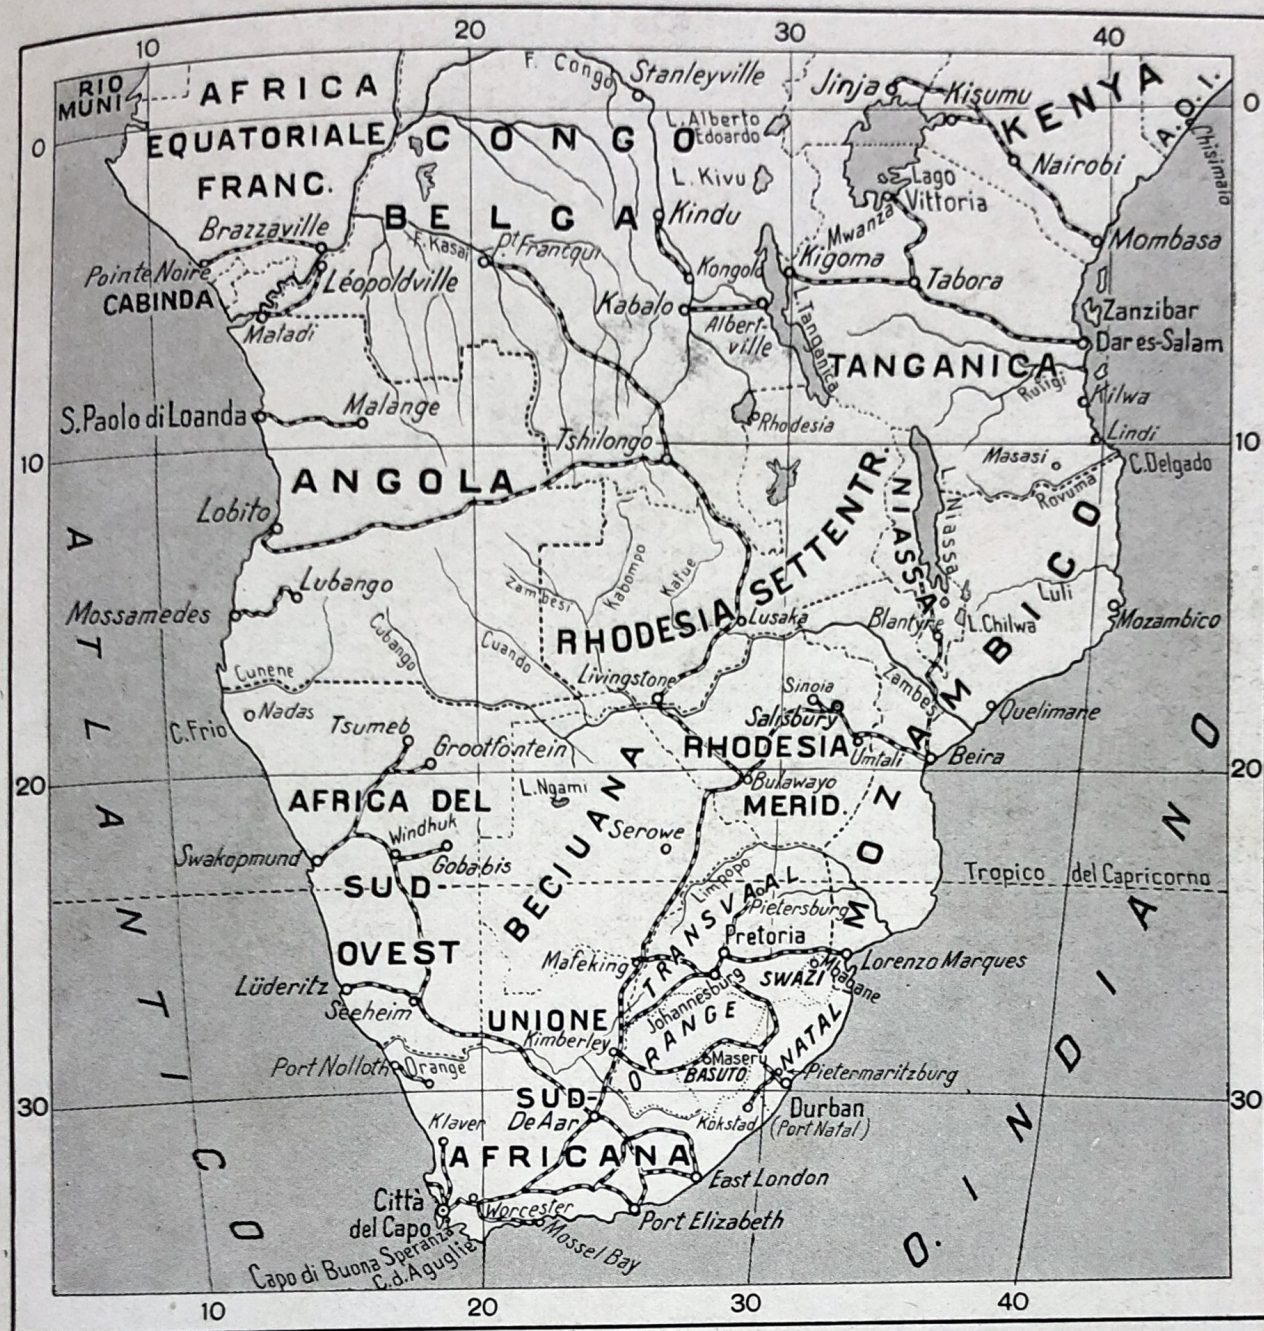 10
20
30
40
RIO
MUNI
AFRICA
EQUATORIALE
FRANC.
F. Congo
Stanleyville
Jinja
Kisumu
KENYA
A.O.I.
Chisimaio
0
0
CONGO
BELGA
L. Alberto
Edoardo
L. Kivu
Lago
Vittoria
Nairobi
Brazzaville
Pointe Noire
CABINDA
Léopoldville
Matadi
F. Kasai
Pt Francqui
Kindu
Kongolo
Kabalo
Albert-
ville
Mwanza
Kigoma
Tabora
Mombasa
Zanzibar
Dar es-Salam
L. Tanganica
TANGANICA
Rufigi
Kilwa
Lindi
S. Paolo di Loanda
Malange
Tshilongo
Rhodesia
Masasi
C. Delgado
Rovuma
10
10
ANGOLA
Lobito
Lubango
Mossamedes
Zambesi
Kabompo
Kafue
RHODESIA SETTENTR.
NIASSA
L. Niassa
Lusaka
Blantyre
L. Chilwa
Luli
Mozambico
MOZAMBICO
Cunene
Cubango
Cuando
Livingstone
Sinoia
Salisbury
Zambes
Quelimane
Nadas
C. Frio
Tsumeb
Grootfontein
RHODESIA
MERID.
Umtali
Beira
Bulawayo
20
20
L. Ngami
AFRICA DEL
SUD-
OVEST
BECIUANA
Serowe
Windhuk
Gobabis
Swakopmund
Tropico del Capricorno
Limpopo
TRANSVAAL
Pietersburg
Pretoria
Mafeking
Lorenzo Marques
SWAZI
Mbabane
Lüderitz
Seeheim
Johannesburg
ORANGE
NATAL
UNIONE
SUD-
AFRICANA
Kimberley
Maseru
BASUTO
Pietermaritzburg
Port Nolloth
Orange
Durban
(Port Natal)
Kokstad
30
30
Klaver
De Aar
East London
Port Elizabeth
Città
del Capo
Worcester
Mossel Bay
Capo di Buona Speranza
C. d. Aguglie
ATLANTICO
O. INDIANO
10
20
30
40